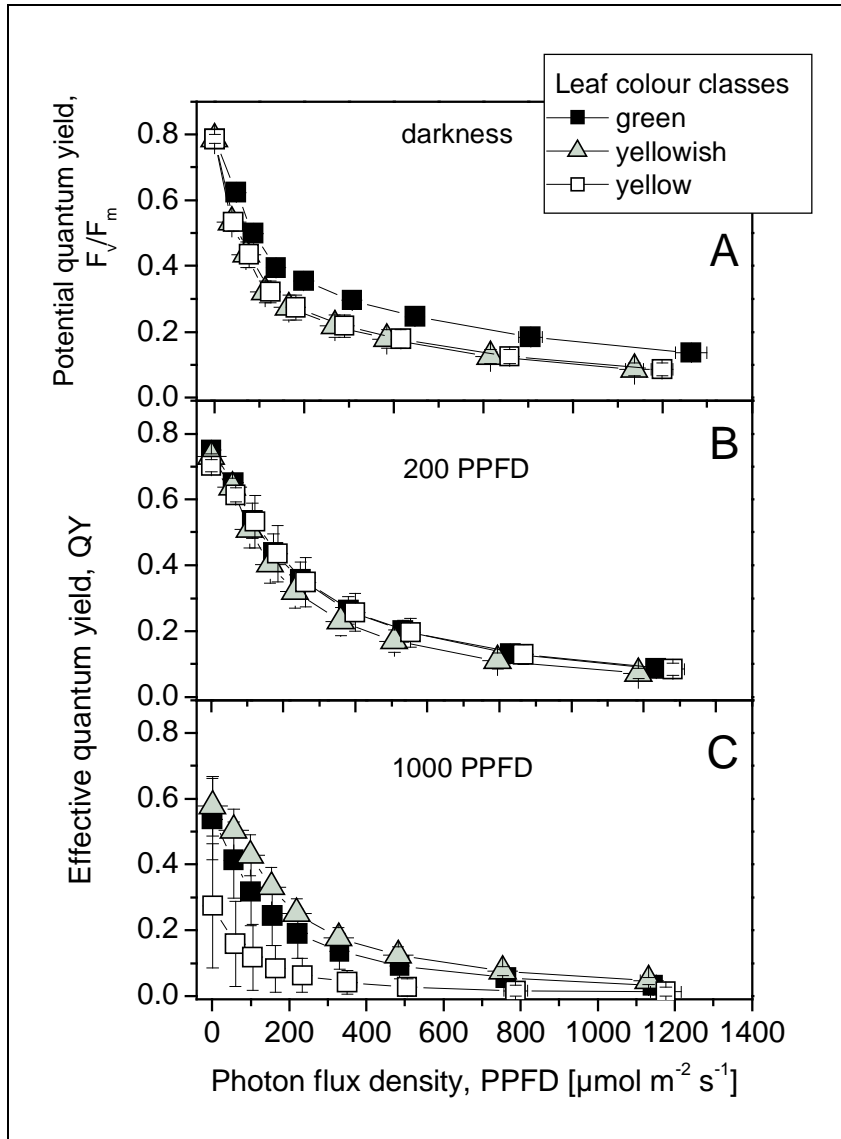 Leaf colour classes
green
yellowish
yellow
darkness
A
0.8
0.6
0.4
0.2
0.0
Potential quantum yield,
Fᵥ/Fₘ
200 PPFD
B
0.8
0.6
0.4
0.2
0.0
1000 PPFD
C
0.8
0.6
0.4
0.2
0.0
Effective quantum yield, QY
0 200 400 600 800 1000 1200 1400
Photon flux density, PPFD [µmol m⁻² s⁻¹]